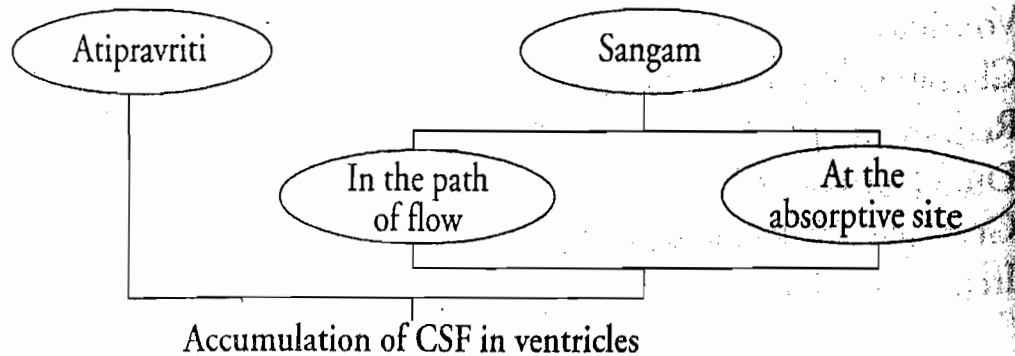 Atipravriti
Sangam
In the path
of flow
At the
absorptive site
Accumulation of CSF in ventricles